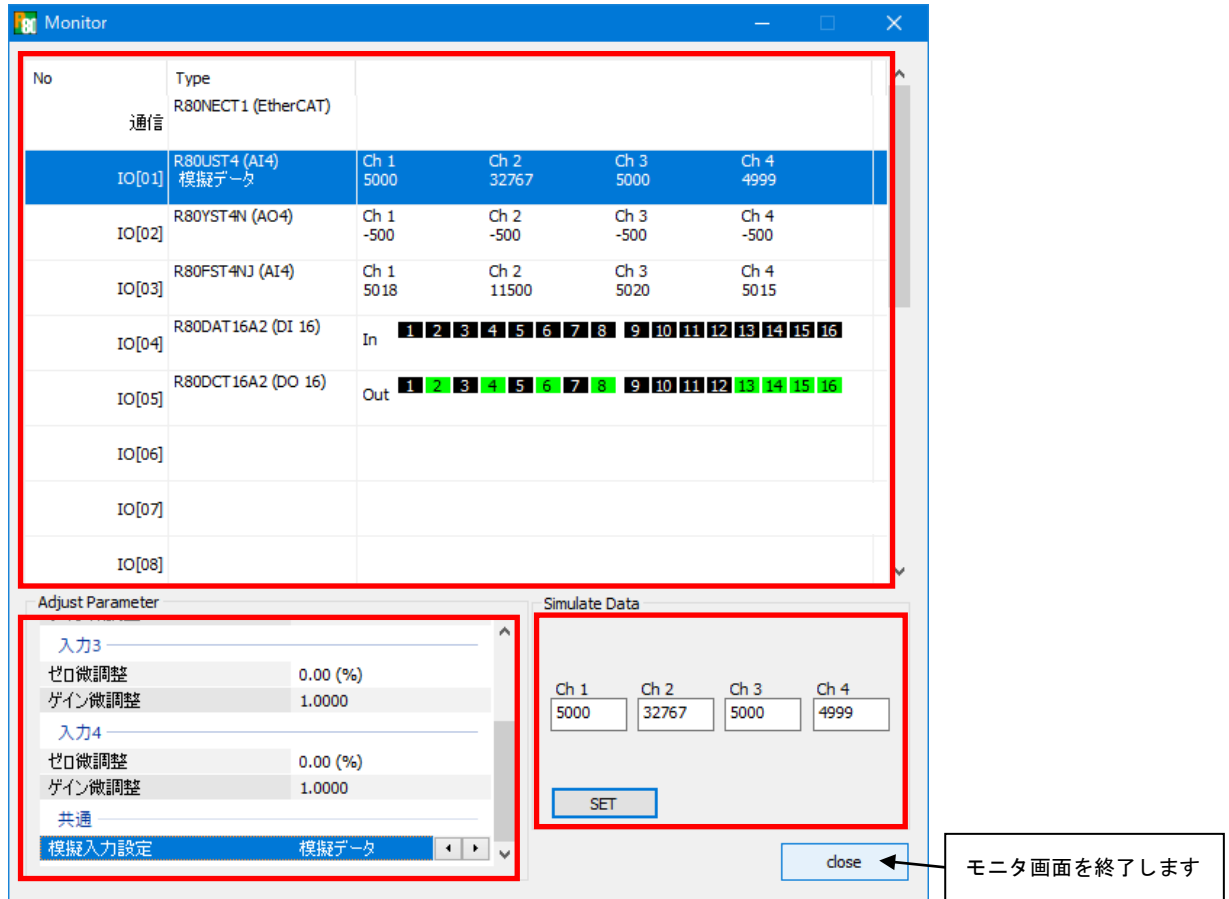 Monitor
No Type
通信 R80NECT1 (EtherCAT)
R80UST4 (AI4) Ch 1 Ch 2 Ch 3 Ch 4
IO[01] 模擬データ 5000 32767 5000 4999
R80YST4N (AO4) Ch 1 Ch 2 Ch 3 Ch 4
IO[02] -500 -500 -500 -500
R80FST4NJ (AI4) Ch 1 Ch 2 Ch 3 Ch 4
IO[03] 5018 11500 5020 5015
R80DAT16A2 (DI 16)
IO[04] In 1 2 3 4 5 6 7 8 9 10 11 12 13 14 15 16
R80DCT16A2 (DO 16)
IO[05] Out 1 2 3 4 5 6 7 8 9 10 11 12 13 14 15 16
IO[06]
IO[07]
IO[08]
Adjust Parameter
入力3
ゼロ微調整 0.00 (%)
ゲイン微調整 1.0000
入力4
ゼロ微調整 0.00 (%)
ゲイン微調整 1.0000
共通
模擬入力設定 模擬データ
Simulate Data
Ch 1 Ch 2 Ch 3 Ch 4
5000 32767 5000 4999
SET
close
モニタ画面を終了します